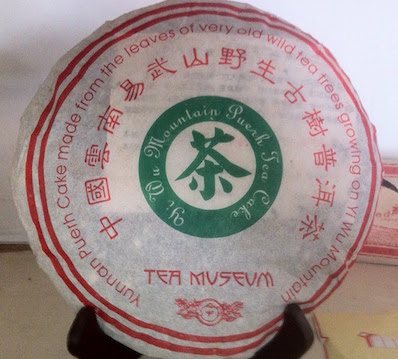 Yunnan Puerh Cake made from the leaves of very old wild tea trees growing on Yi Wu Mountain
中國雲南易武山野生古樹普洱茶
Yi Wu Mountain Puerh Tea Cake
茶
TEA MUSEUM